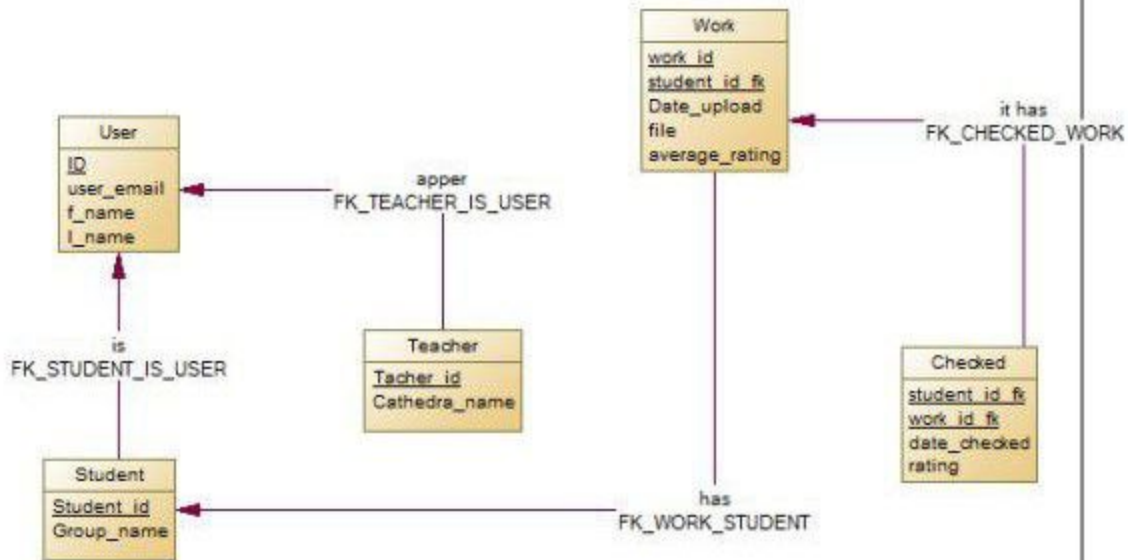 Work
work_id
student_id_fk
Date_upload
file
average_rating
it has
FK_CHECKED_WORK
User
ID
user_email
f_name
l_name
apper
FK_TEACHER_IS_USER
is
FK_STUDENT_IS_USER
Teacher
Tacher_id
Cathedra_name
Checked
student_id_fk
work_id_fk
date_checked
rating
Student
Student_id
Group_name
has
FK_WORK_STUDENT